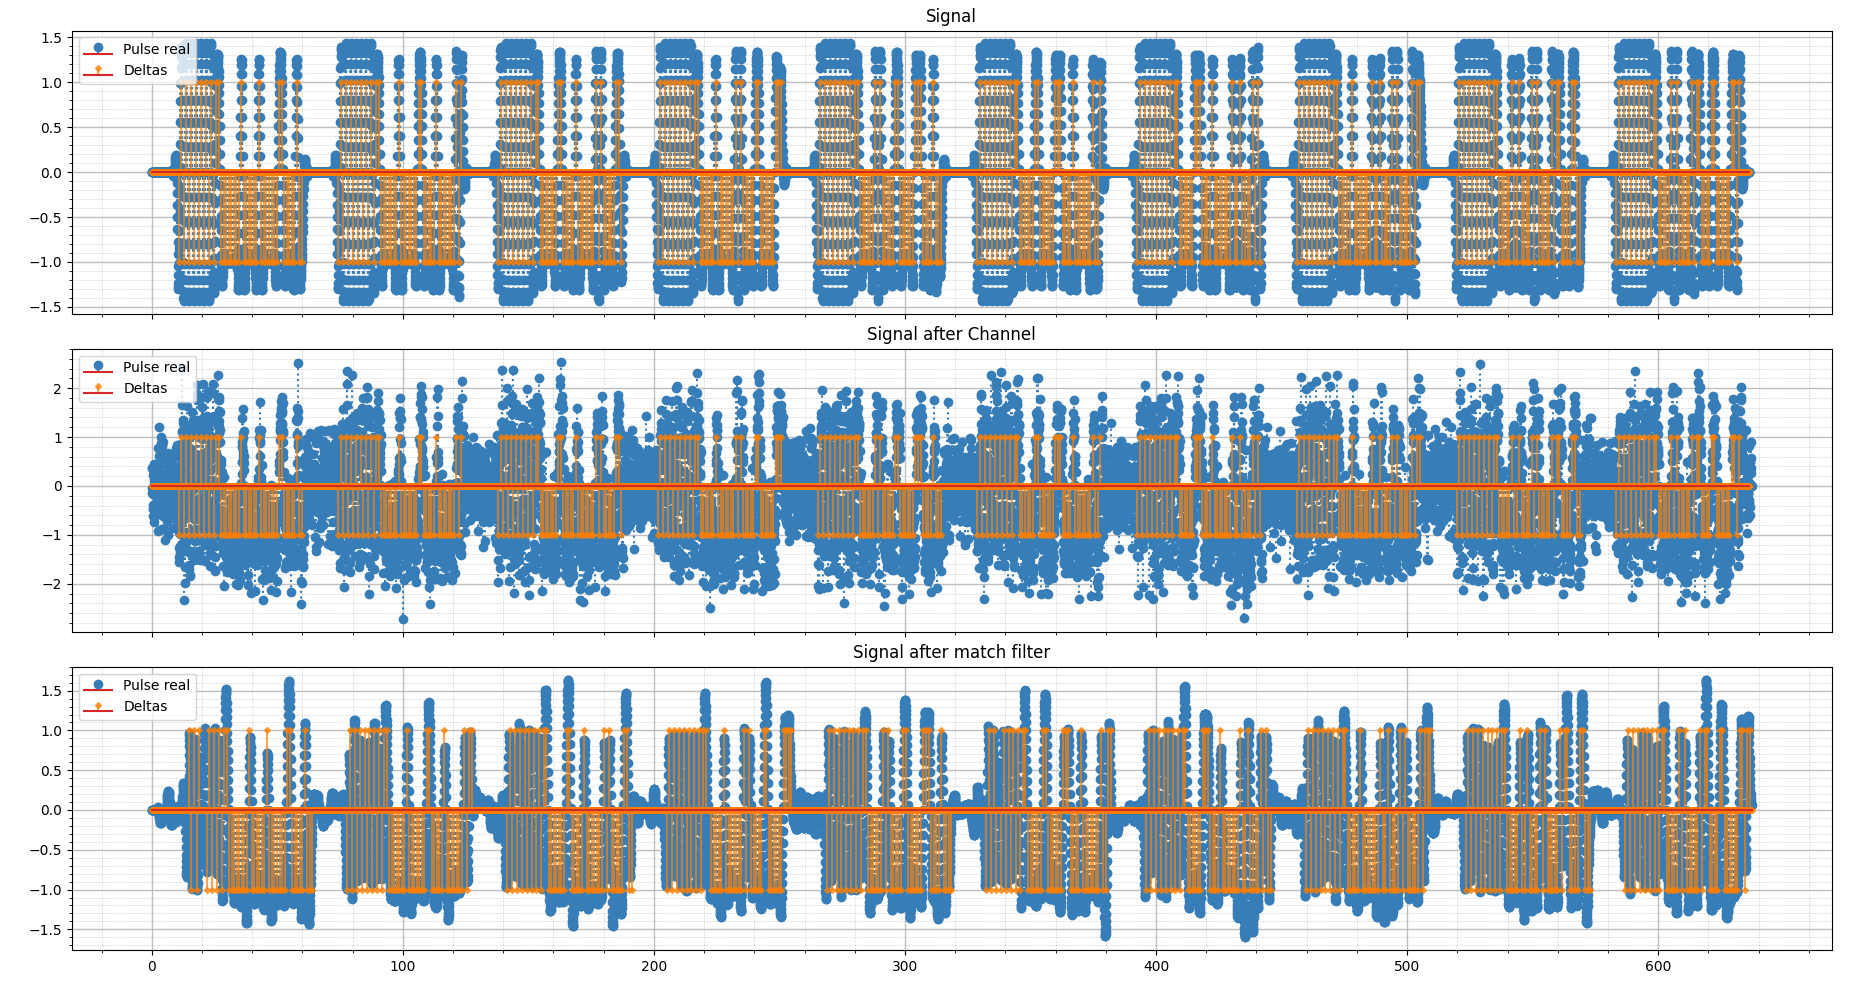 Signal
1.5
1.0
0.5
0.0
−0.5
−1.0
−1.5
Pulse real
Deltas
Signal after Channel
2
1
0
−1
−2
Pulse real
Deltas
Signal after match filter
1.5
1.0
0.5
0.0
−0.5
−1.0
−1.5
Pulse real
Deltas
0 100 200 300 400 500 600